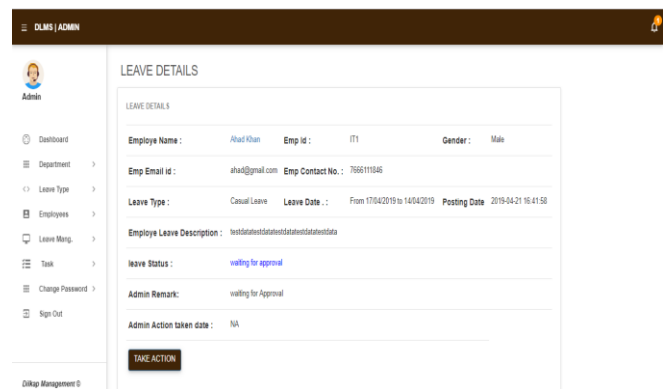 DLMS | ADMIN
Admin
Dashboard
Department
Leave Type
Employees
Leave Mang.
Task
Change Password
Sign Out
Dilkap Management ©
LEAVE DETAILS
LEAVE DETAILS
Employe Name : Ahad Khan Emp Id : IT1 Gender : Male
Emp Email id : ahad@gmail.com Emp Contact No. : 7666111846
Leave Type : Casual Leave Leave Date . : From 17/04/2019 to 14/04/2019 Posting Date 2019-04-21 16:41:58
Employe Leave Description : testdatatestdatatestdatatestdatatestdata
leave Status : waiting for approval
Admin Remark: waiting for Approval
Admin Action taken date : NA
TAKE ACTION